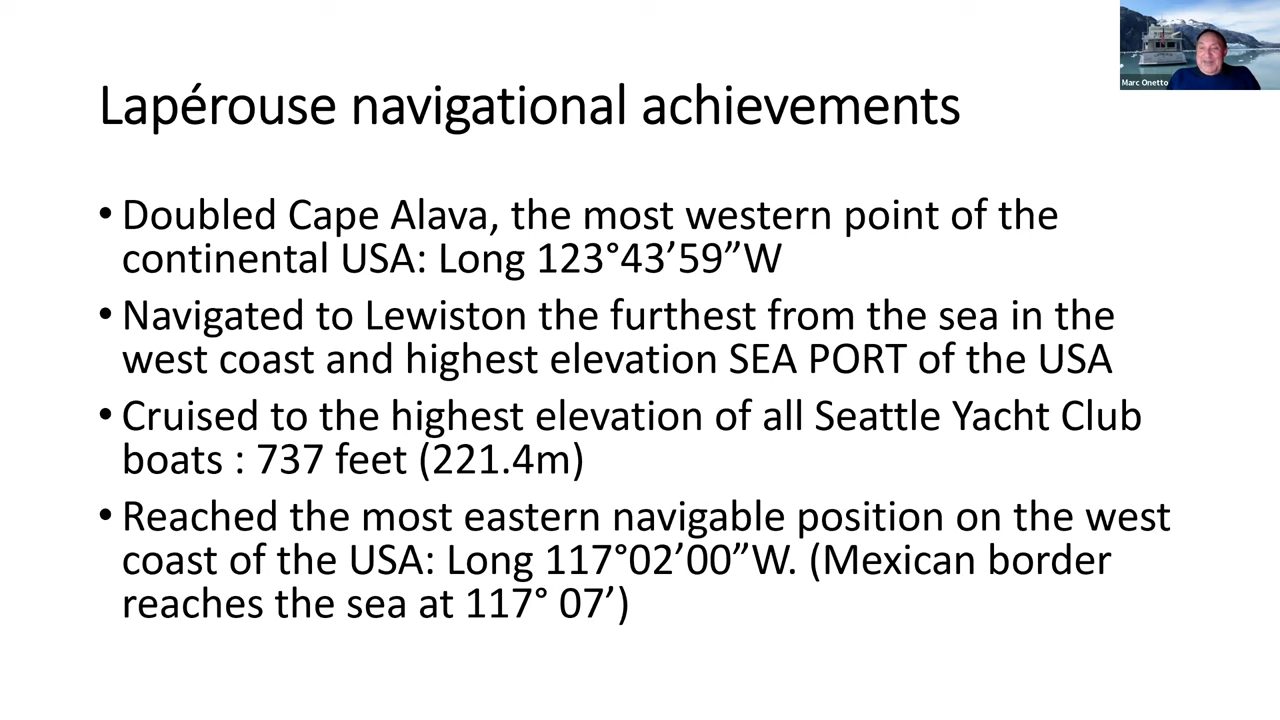 Marc Onetto
Lapérouse navigational achievements
• Doubled Cape Alava, the most western point of the
continental USA: Long 123°43’59”W
• Navigated to Lewiston the furthest from the sea in the
west coast and highest elevation SEA PORT of the USA
• Cruised to the highest elevation of all Seattle Yacht Club
boats : 737 feet (221.4m)
• Reached the most eastern navigable position on the west
coast of the USA: Long 117°02’00”W. (Mexican border
reaches the sea at 117° 07’)